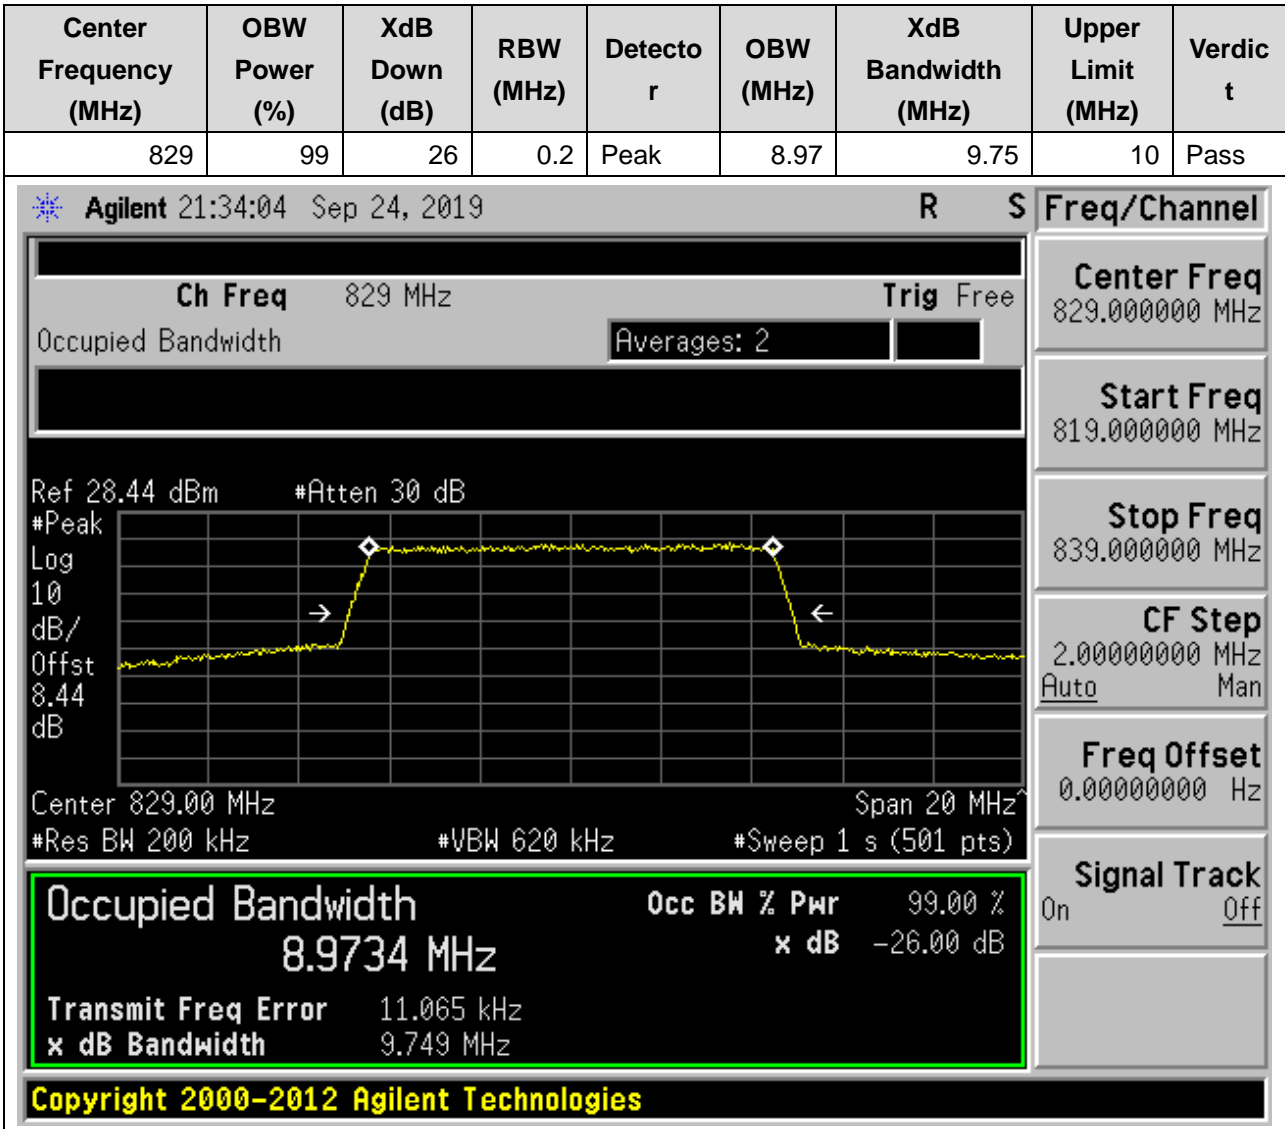 Center Frequency (MHz) OBW Power (%) XdB Down (dB) RBW (MHz) Detecto r OBW (MHz) XdB Bandwidth (MHz) Upper Limit (MHz) Verdic t
829 99 26 0.2 Peak 8.97 9.75 10 Pass
Agilent 21:34:04 Sep 24, 2019 R S Freq/Channel
Ch Freq 829 MHz Trig Free
Occupied Bandwidth Averages: 2
Center Freq
829.000000 MHz
Start Freq
819.000000 MHz
Stop Freq
839.000000 MHz
CF Step
2.00000000 MHz
Auto Man
Freq Offset
0.00000000 Hz
Signal Track
On Off
Ref 28.44 dBm #Atten 30 dB
#Peak
Log
10
dB/
Offst
8.44
dB
Center 829.00 MHz Span 20 MHz^
#Res BW 200 kHz #VBW 620 kHz #Sweep 1 s (501 pts)
Occupied Bandwidth Occ BW % Pwr 99.00 %
8.9734 MHz x dB -26.00 dB
Transmit Freq Error 11.065 kHz
x dB Bandwidth 9.749 MHz
Copyright 2000-2012 Agilent Technologies